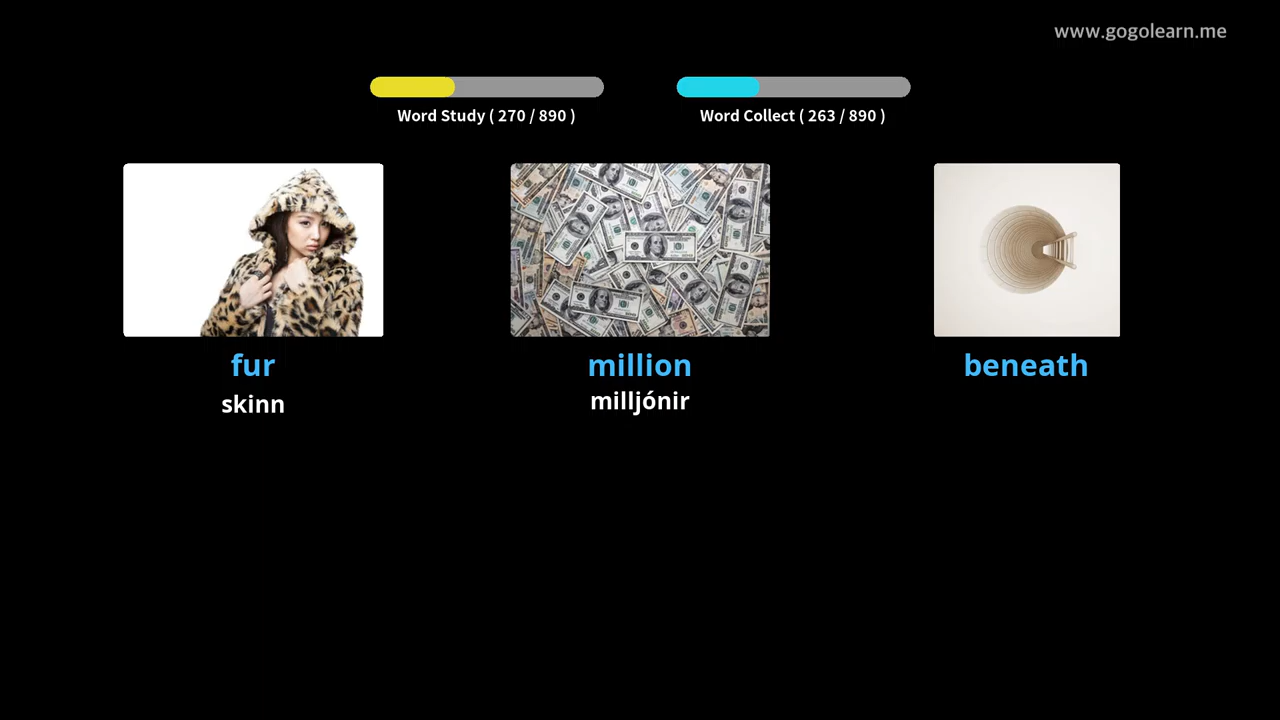 www.gogolearn.me
Word Study ( 270 / 890 )
Word Collect ( 263 / 890 )
fur
skinn
million
milljónir
beneath